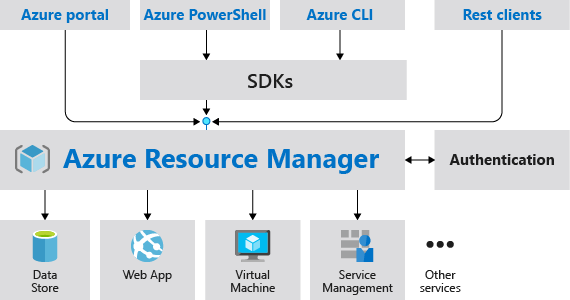 Azure portal
Azure PowerShell
Azure CLI
Rest clients
SDKs
Azure Resource Manager
Authentication
Data
Store
Web App
Virtual
Machine
Service
Management
Other
services